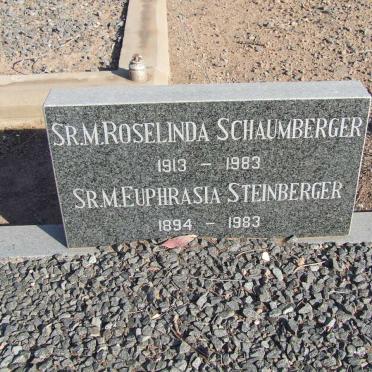 Sr.M.Roselinda Schaumberger
1913 - 1983
Sr.M.Euphrasia Steinberger
1894 - 1983